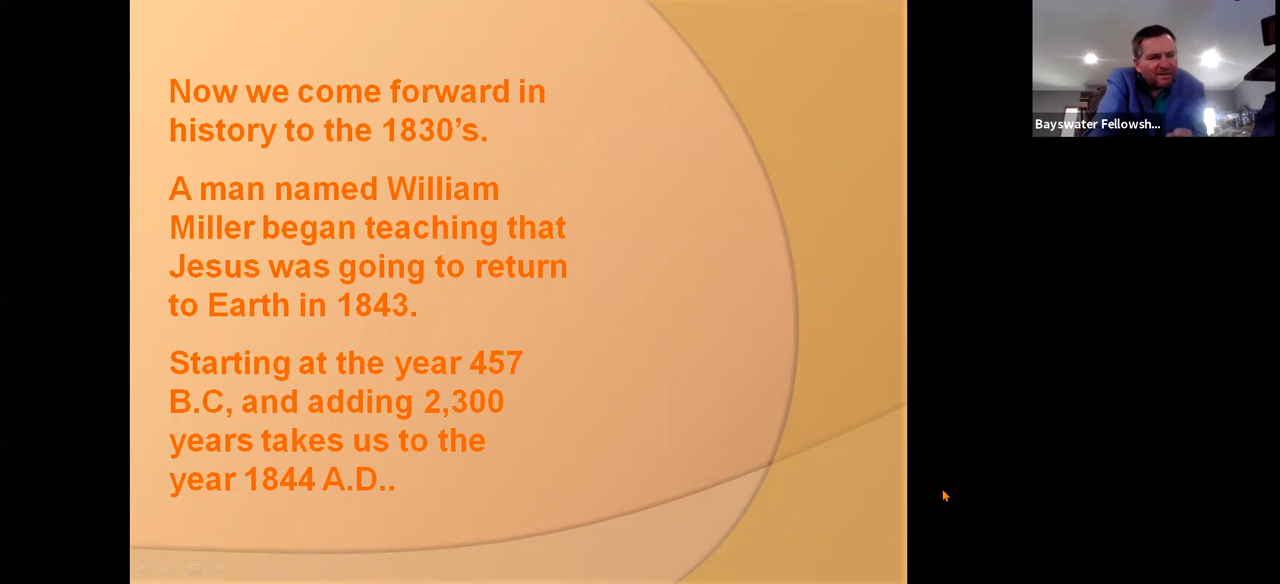 Now we come forward in
history to the 1830’s.
A man named William
Miller began teaching that
Jesus was going to return
to Earth in 1843.
Starting at the year 457
B.C, and adding 2,300
years takes us to the
year 1844 A.D..
Bayswater Fellowsh...